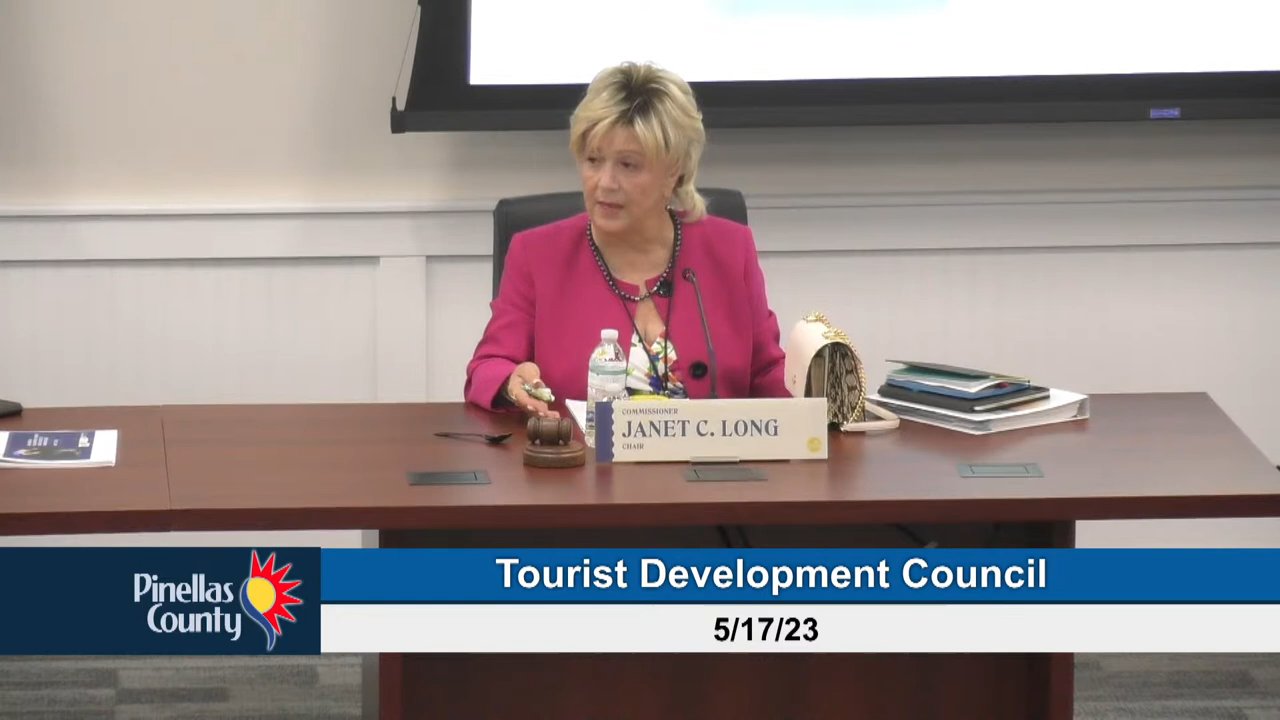 COMMISSIONER
JANET C. LONG
CHAIR
Pinellas
County
Tourist Development Council
5/17/23